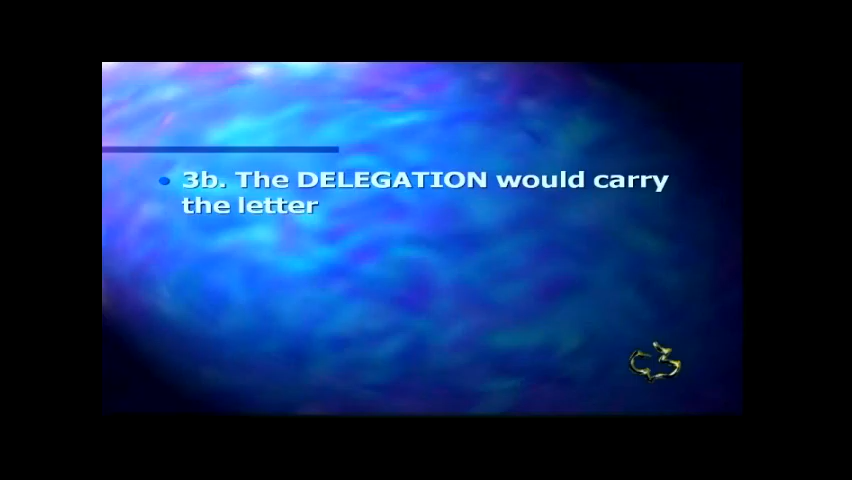 • 3b. The DELEGATION would carry
the letter